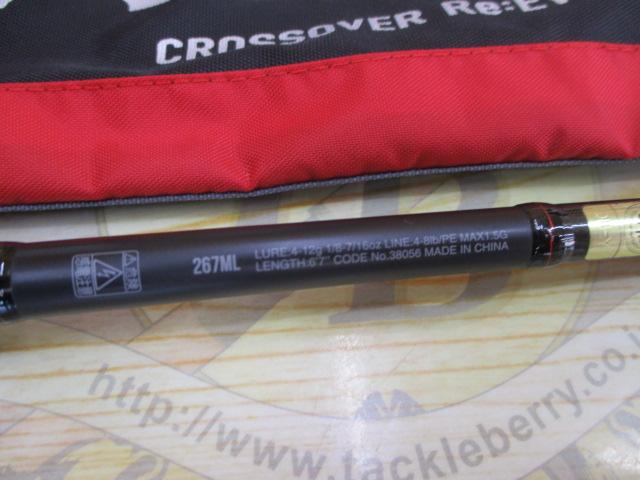 CROSSOVER Re:EV
267ML
LURE:4-12g 1/8-7/16oz LINE:4-8lb/PE MAX1.5G
LENGTH:6'7" CODE No.38056 MADE IN CHINA
B
http://www.tackleberry.co.j